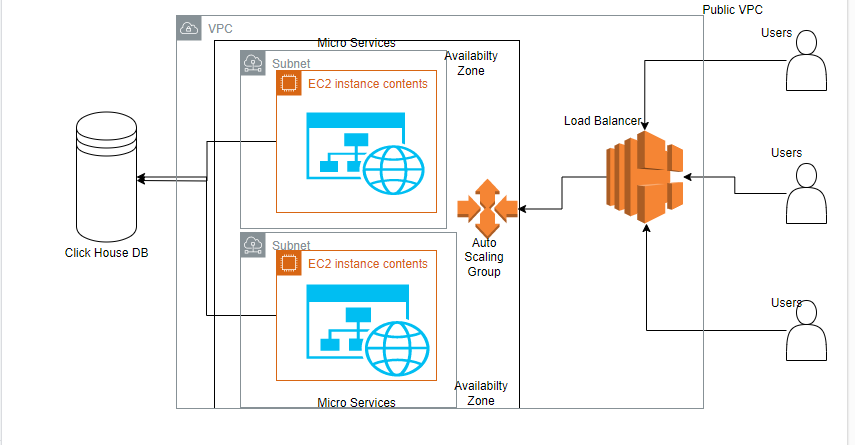 Public VPC
VPC
Users
Micro Services
Availabilty
Zone
Subnet
EC2 instance contents
Load Balancer
Users
Click House DB
Auto
Scaling
Group
Subnet
EC2 instance contents
Users
Availabilty
Zone
Micro Services